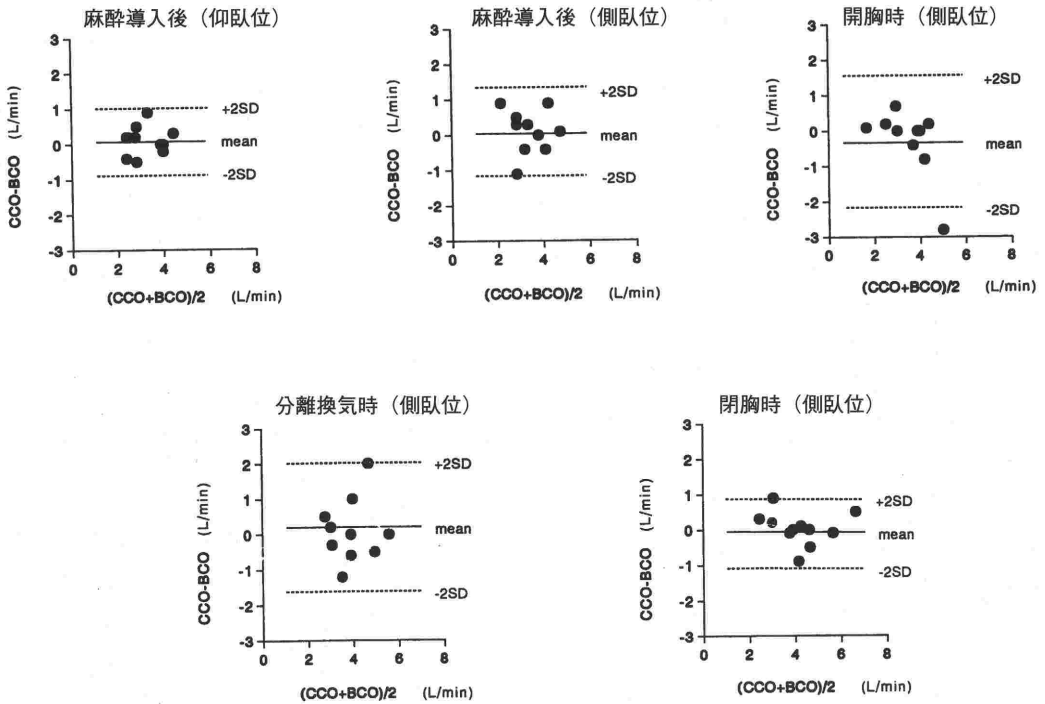 麻酔導入後（仰臥位）
CCO-BCO (L/min)
3
2
1
0
-1
-2
-3
+2SD
mean
-2SD
0 2 4 6 8
(CCO+BCO)/2 (L/min)
麻酔導入後（側臥位）
CCO-BCO (L/min)
3
2
1
0
-1
-2
-3
+2SD
mean
-2SD
0 2 4 6 8
(CCO+BCO)/2 (L/min)
開胸時（側臥位）
CCO-BCO (L/min)
3
2
1
0
-1
-2
-3
+2SD
mean
-2SD
0 2 4 6 8
(CCO+BCO)/2 (L/min)
分離換気時（側臥位）
CCO-BCO (L/min)
3
2
1
0
-1
-2
-3
+2SD
mean
-2SD
0 2 4 6 8
(CCO+BCO)/2 (L/min)
閉胸時（側臥位）
CCO-BCO (L/min)
3
2
1
0
-1
-2
-3
+2SD
mean
-2SD
0 2 4 6 8
(CCO+BCO)/2 (L/min)